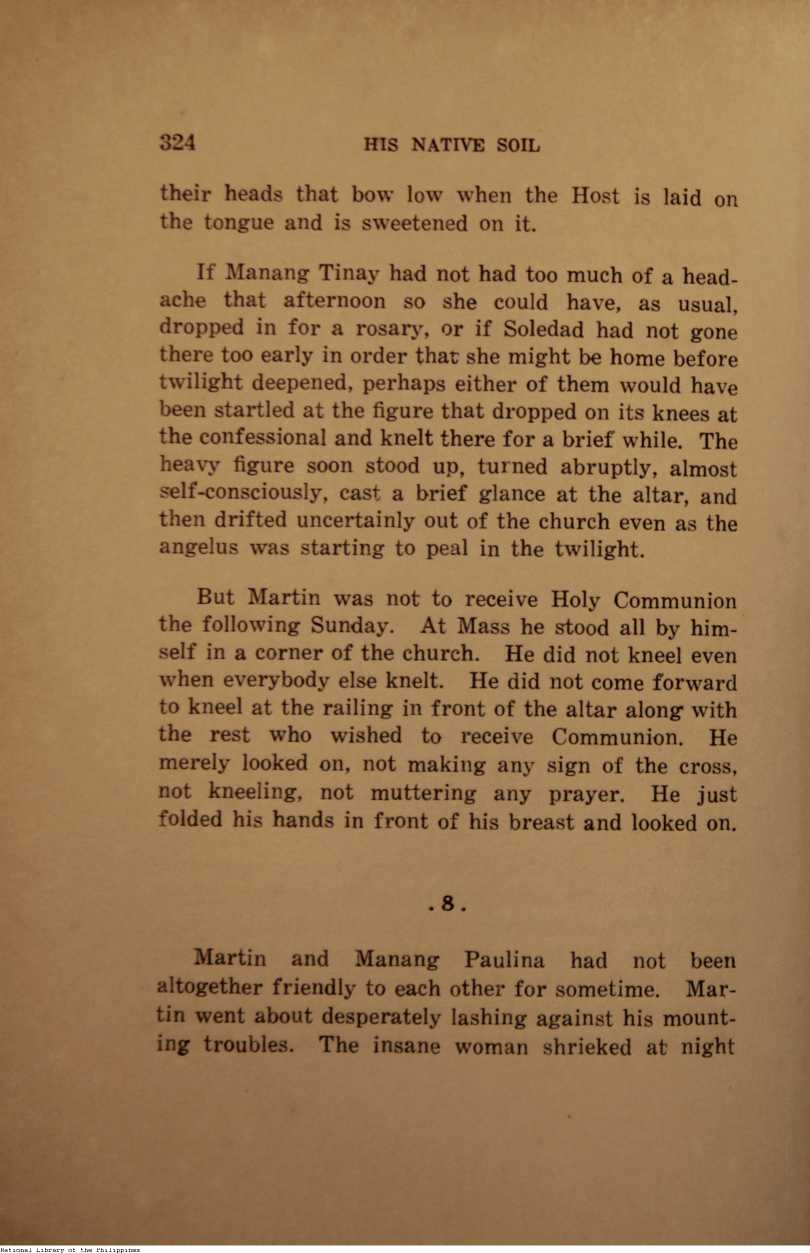 324 HIS NATIVE SOIL
their heads that bow low when the Host is laid on
the tongue and is sweetened on it.
If Manang Tinay had not had too much of a head-
ache that afternoon so she could have, as usual,
dropped in for a rosary, or if Soledad had not gone
there too early in order that she might be home before
twilight deepened, perhaps either of them would have
been startled at the figure that dropped on its knees at
the confessional and knelt there for a brief while. The
heavy figure soon stood up, turned abruptly, almost
self-consciously, cast a brief glance at the altar, and
then drifted uncertainly out of the church even as the
angelus was starting to peal in the twilight.
But Martin was not to receive Holy Communion
the following Sunday. At Mass he stood all by him-
self in a corner of the church. He did not kneel even
when everybody else knelt. He did not come forward
to kneel at the railing in front of the altar along with
the rest who wished to receive Communion. He
merely looked on, not making any sign of the cross,
not kneeling, not muttering any prayer. He just
folded his hands in front of his breast and looked on.
. 8 .
Martin and Manang Paulina had not been
altogether friendly to each other for sometime. Mar-
tin went about desperately lashing against his mount-
ing troubles. The insane woman shrieked at night
National Library of the Philippines